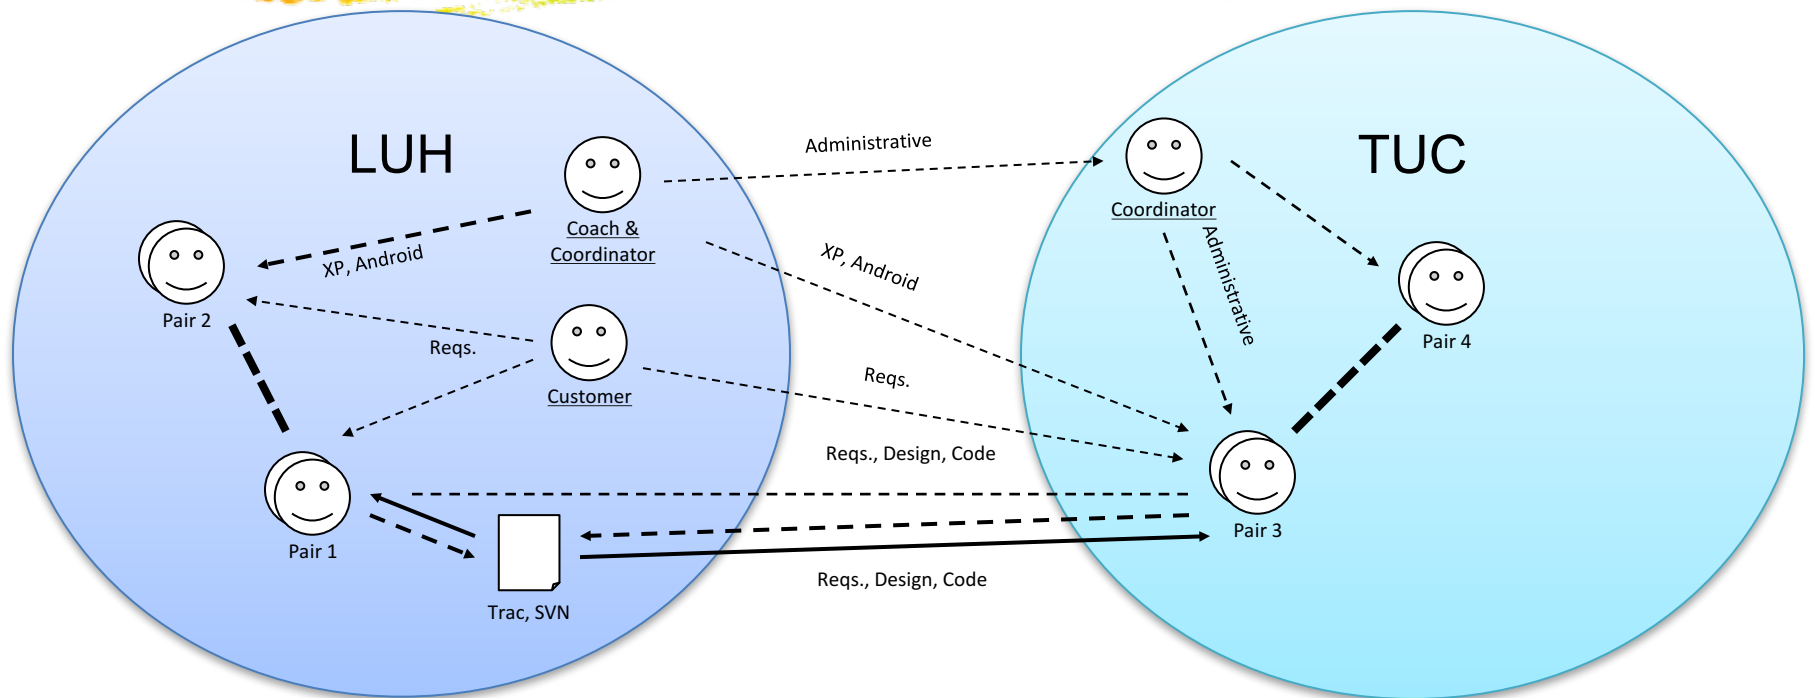 LUH
TUC
Administrative
Coach &
Coordinator
Coordinator
XP, Android
XP, Android
Administrative
Pair 2
Reqs.
Pair 4
Customer
Reqs.
Reqs., Design, Code
Pair 1
Pair 3
Reqs., Design, Code
Trac, SVN